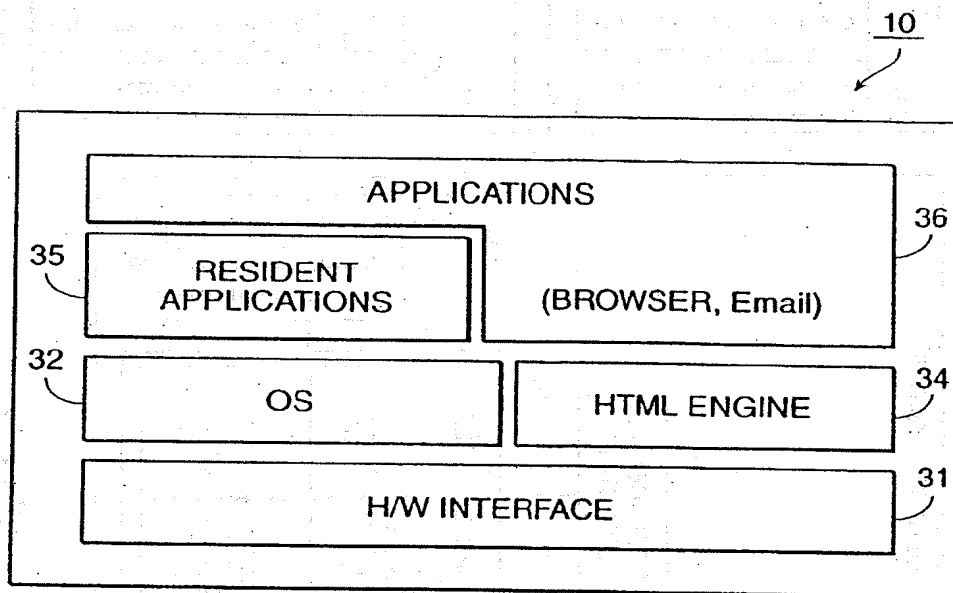 10
APPLICATIONS
36
35
RESIDENT
APPLICATIONS
(BROWSER, Email)
32
OS
HTML ENGINE
34
H/W INTERFACE
31